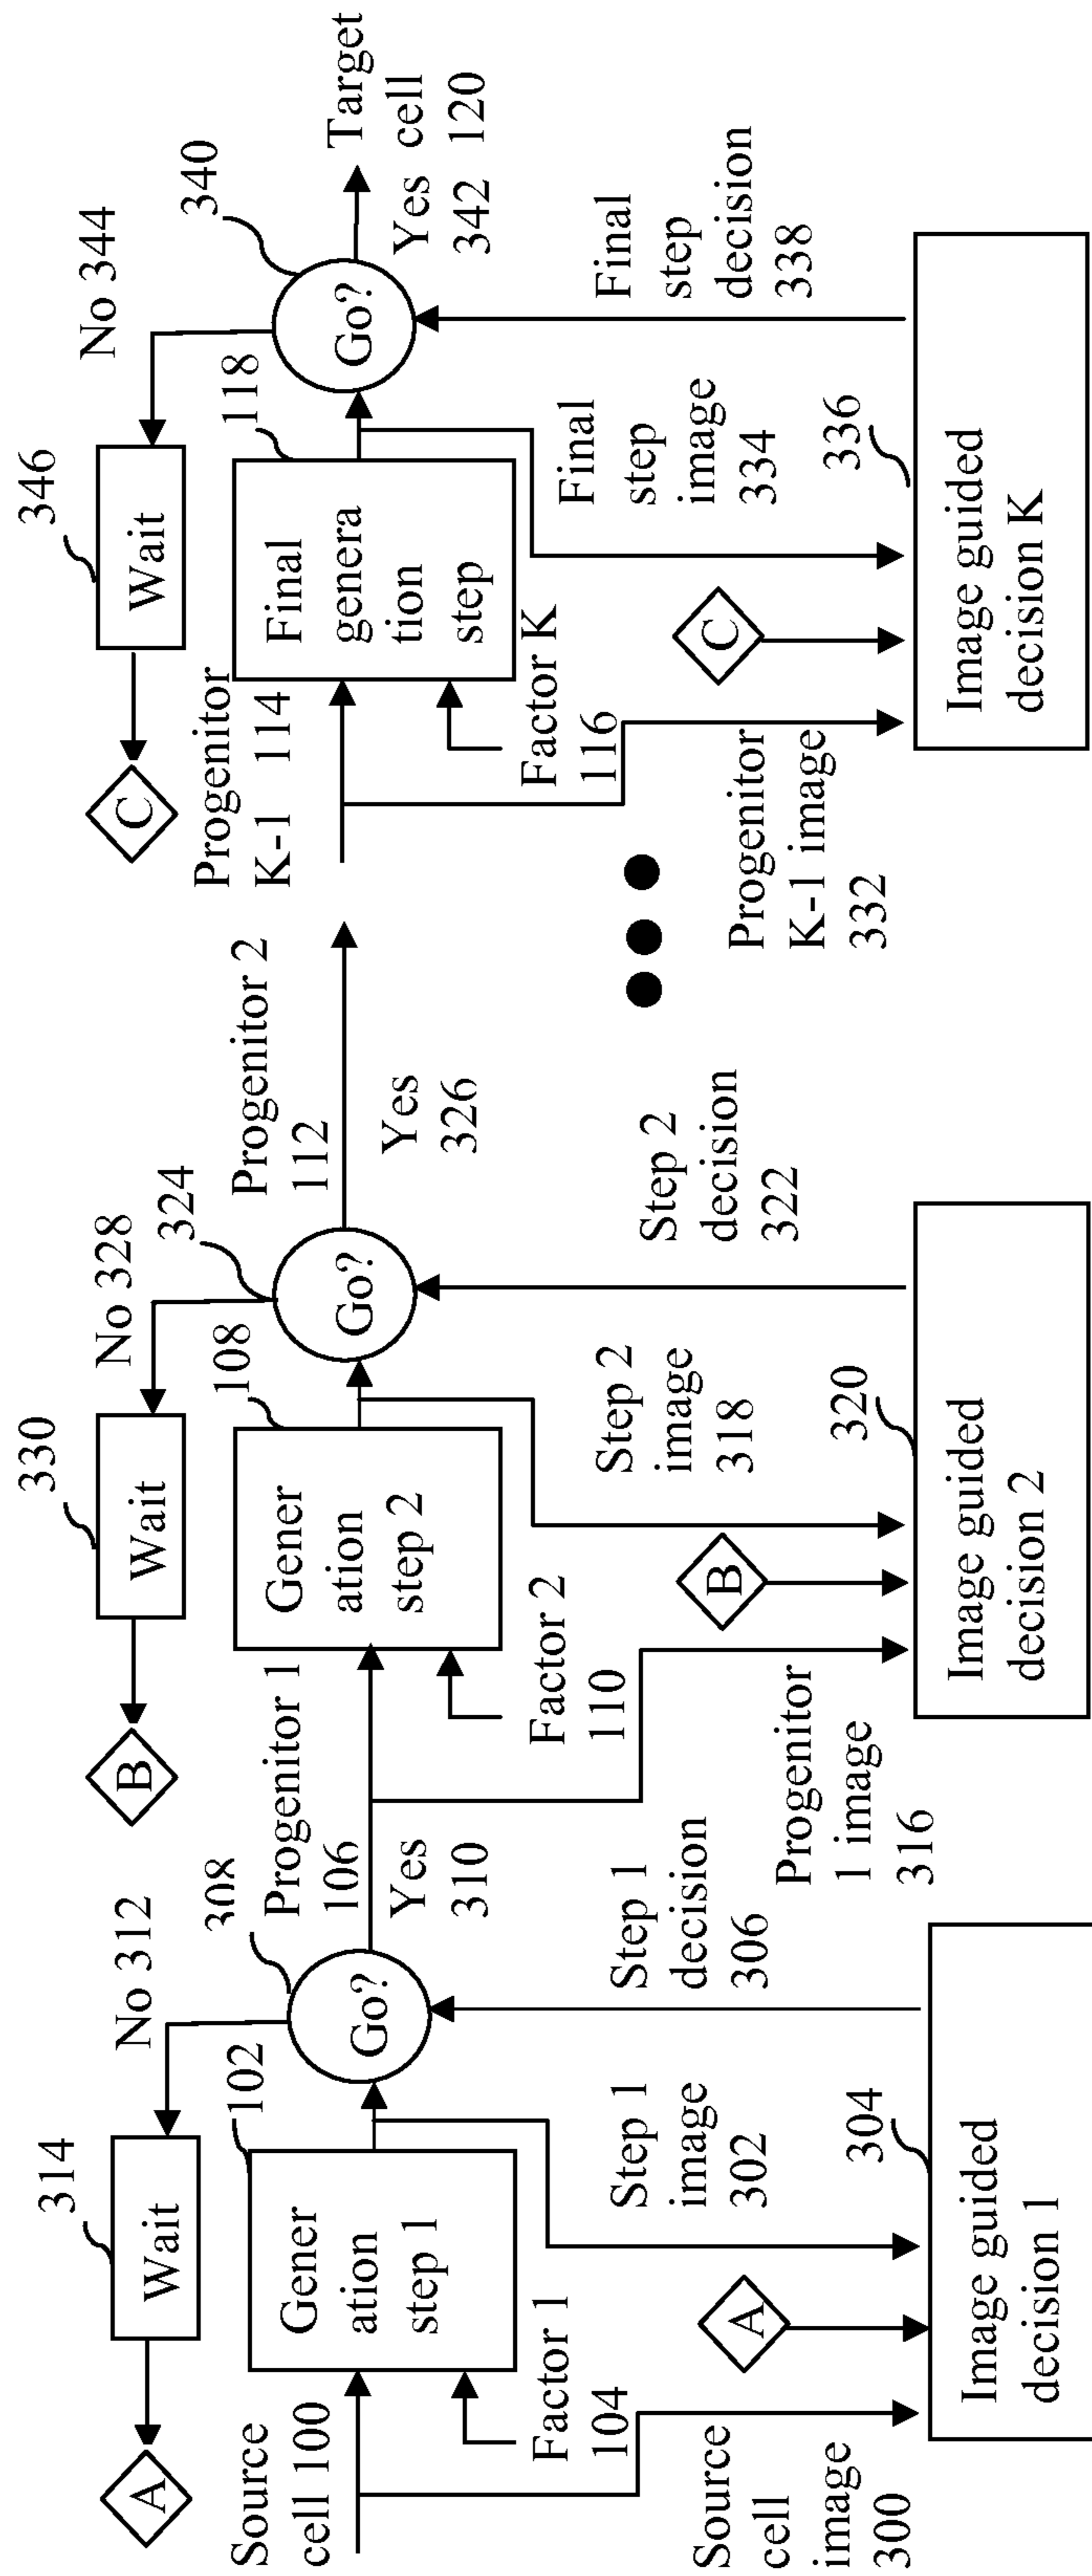 314
Wait
A
No 312
Source
cell 100
102
Gener
ation
step 1
Factor 1
104
Go?
308
Progenitor 1
106
Yes
310
Source
cell
image
300
A
Step 1
image
302
Step 1
decision
306
304
Image guided
decision 1
330
Wait
B
No 328
108
Gener
ation
step 2
Factor 2
110
Go?
324
Progenitor 2
112
Yes
326
Progenitor
1 image
316
B
Step 2
image
318
Step 2
decision
322
320
Image guided
decision 2
346
Wait
C
No 344
Progenitor
K-1 114
118
Final
genera
tion
step
Factor K
116
Go?
340
Yes
342
Target
cell
120
Progenitor
K-1 image
332
C
Final
step
image
334
Final
step
decision
338
336
Image guided
decision K